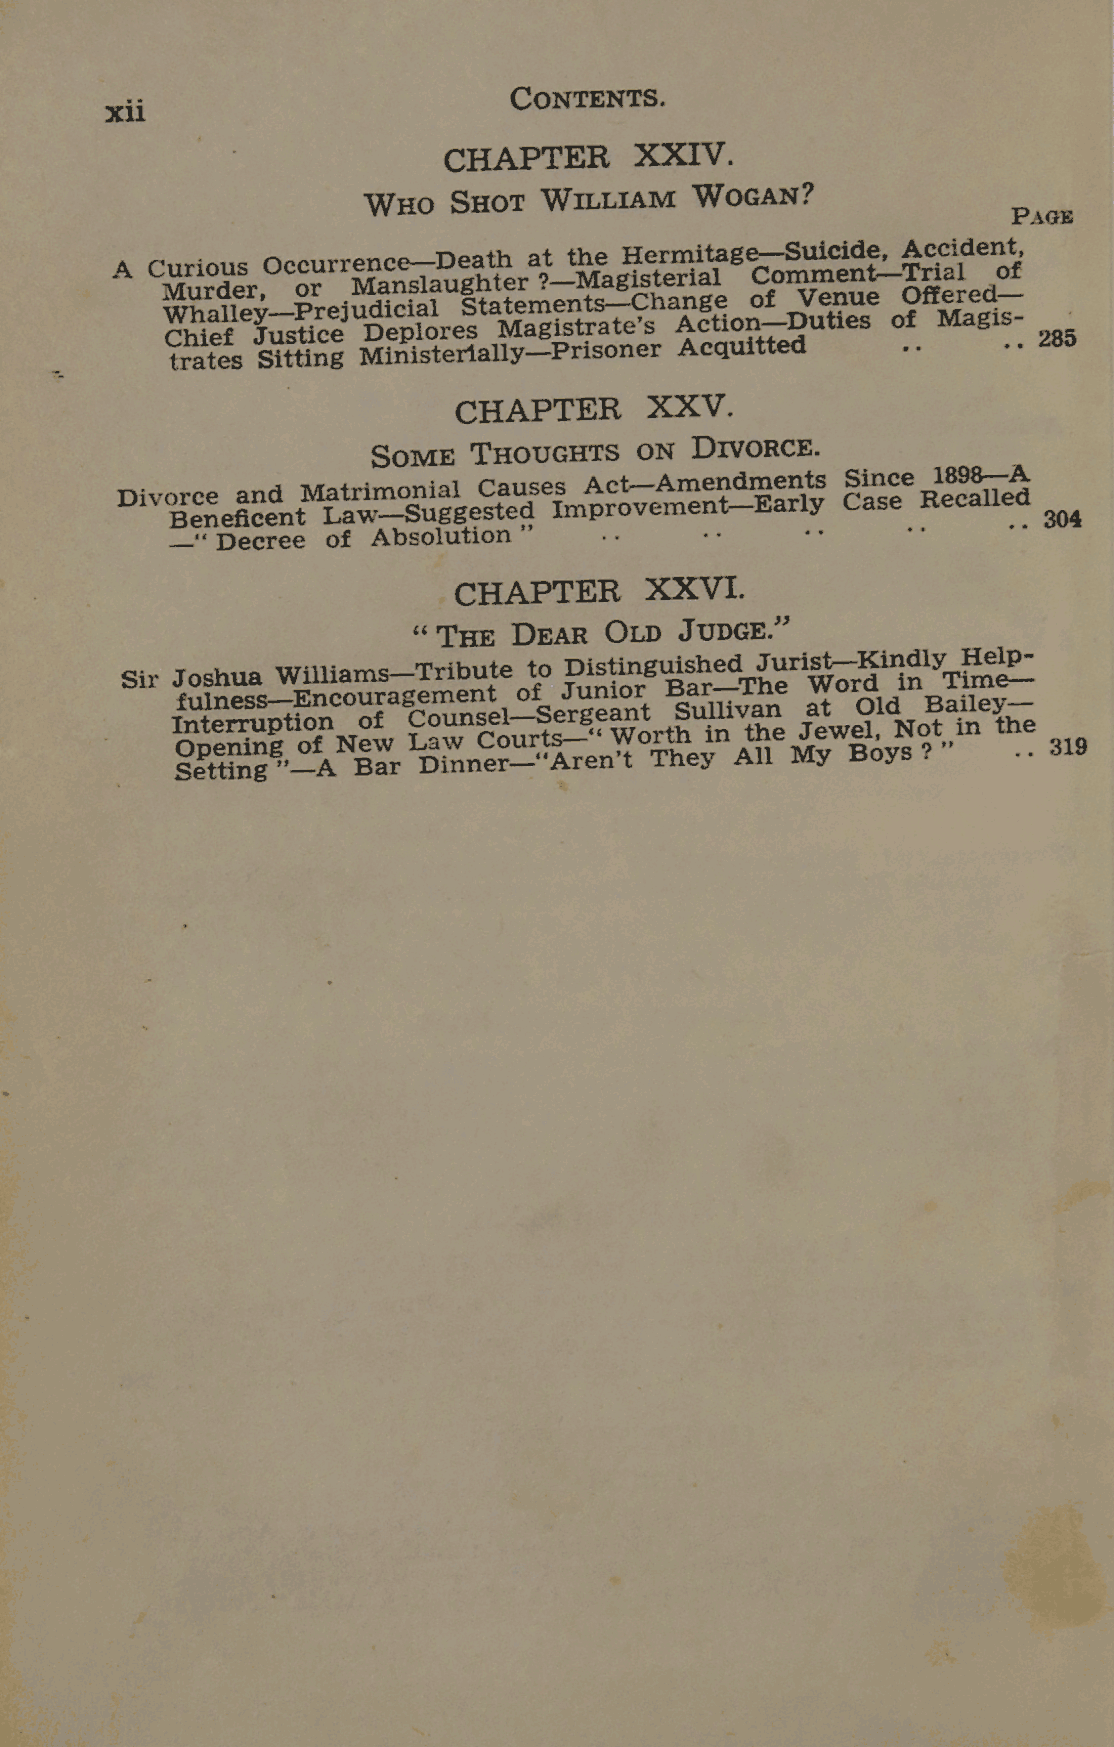 xii
CONTENTS.
CHAPTER XXIV.
WHO SHOT WILLIAM WOGAN?
PAGE
A Curious Occurrence—Death at the Hermitage—Suicide, Accident,
Murder, or Manslaughter ?—Magisterial Comment—Trial of
Whalley—Prejudicial Statements—Change of Venue Offered—
Chief Justice Deplores Magistrate's Action—Duties of Magis-
trates Sitting Ministerially—Prisoner Acquitted .. .. 285
CHAPTER XXV.
SOME THOUGHTS ON DIVORCE.
Divorce and Matrimonial Causes Act—Amendments Since 1898—A
Beneficent Law—Suggested Improvement—Early Case Recalled
—" Decree of Absolution " .. .. .. .. .. 304
CHAPTER XXVI.
" THE DEAR OLD JUDGE."
Sir Joshua Williams—Tribute to Distinguished Jurist—Kindly Help-
fulness—Encouragement of Junior Bar—The Word in Time—
Interruption of Counsel—Sergeant Sullivan at Old Bailey—
Opening of New Law Courts—" Worth in the Jewel, Not in the
Setting "—A Bar Dinner—"Aren't They All My Boys ? " .. 319